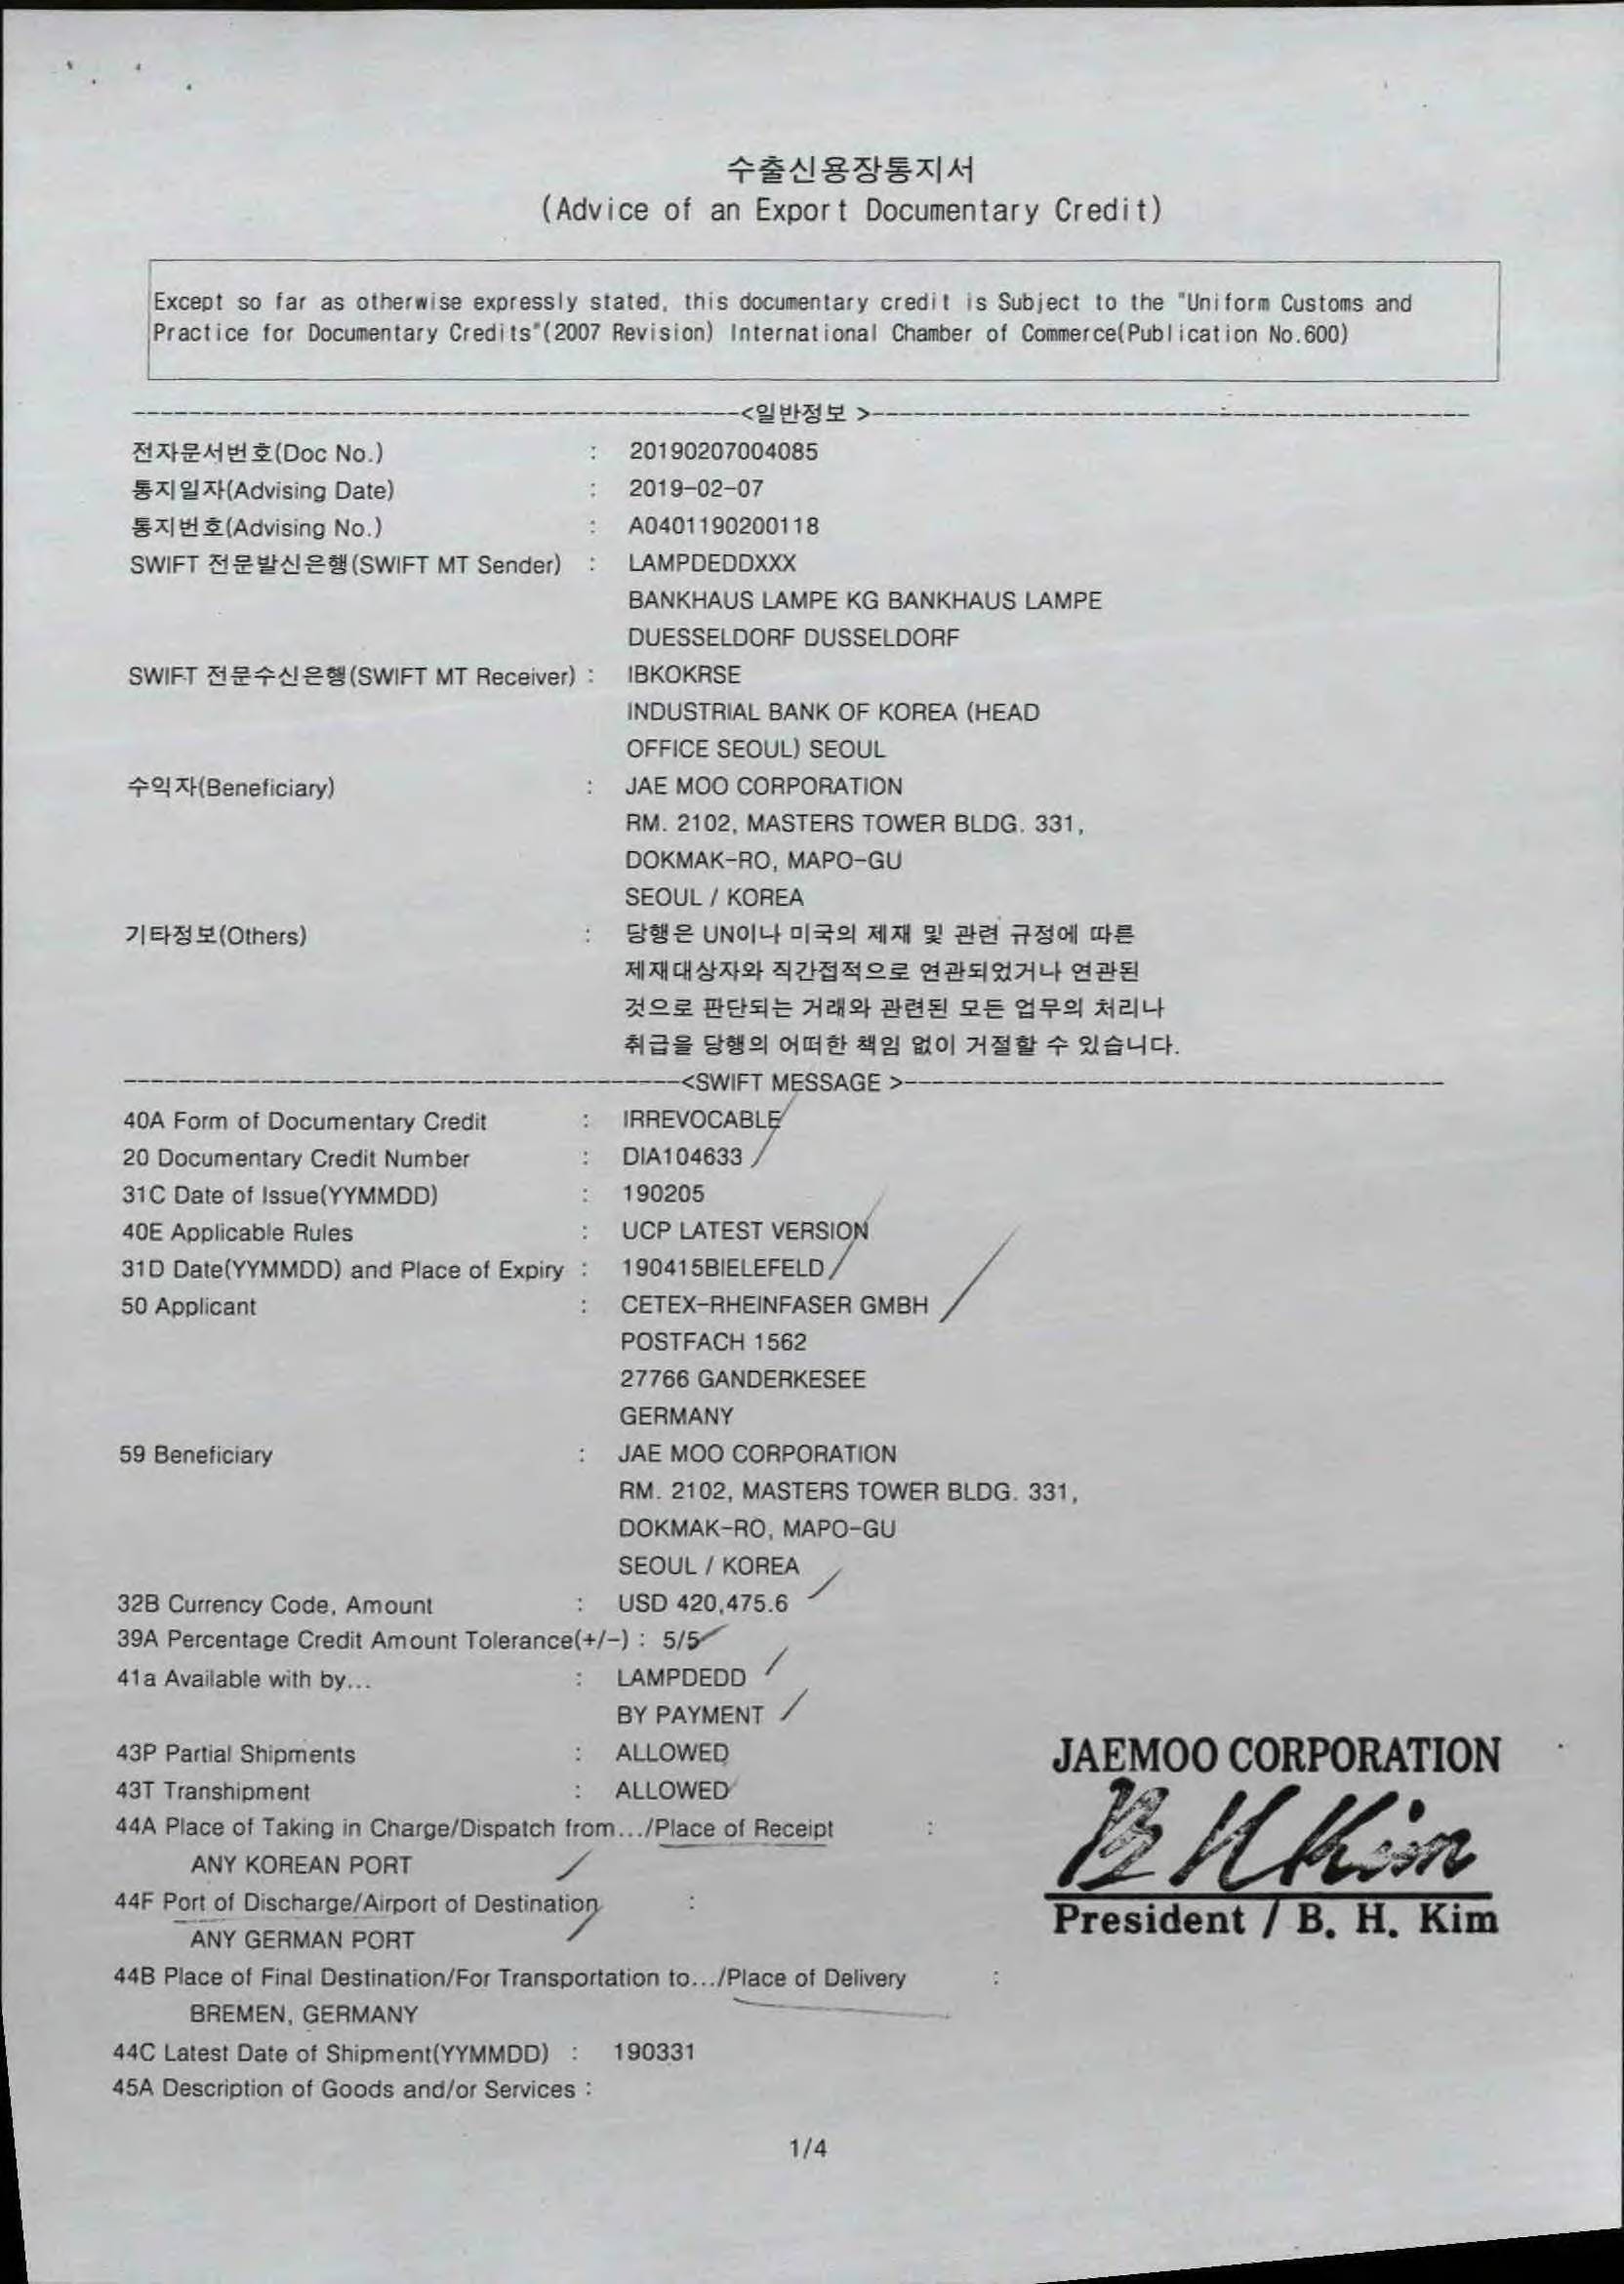 수출신용장통지서
(Advice of an Export Documentary Credit)
Except so far as otherwise expressly stated, this documentary credit is Subject to the "Uniform Customs and
Practice for Documentary Credits"(2007 Revision) International Chamber of Commerce(Publication No.600)
<일반정보 >
전자문서번호(Doc No.) : 20190207004085
통지일자(Advising Date) : 2019-02-07
통지번호(Advising No.) : A0401190200118
SWIFT 전문발신은행(SWIFT MT Sender) : LAMPDEDDXXX
BANKHAUS LAMPE KG BANKHAUS LAMPE
DUESSELDORF DUSSELDORF
SWIFT 전문수신은행(SWIFT MT Receiver) : IBKOKRSE
INDUSTRIAL BANK OF KOREA (HEAD
OFFICE SEOUL) SEOUL
수익자(Beneficiary) : JAE MOO CORPORATION
RM. 2102, MASTERS TOWER BLDG. 331,
DOKMAK-RO, MAPO-GU
SEOUL / KOREA
기타정보(Others) : 당행은 UN이나 미국의 제재 및 관련 규정에 따른
제재대상자와 직간접적으로 연관되었거나 연관된
것으로 판단되는 거래와 관련된 모든 업무의 처리나
취급을 당행의 어떠한 책임 없이 거절할 수 있습니다.
<SWIFT MESSAGE >
40A Form of Documentary Credit : IRREVOCABLE
20 Documentary Credit Number : DIA104633
31C Date of Issue(YYMMDD) : 190205
40E Applicable Rules : UCP LATEST VERSION
31D Date(YYMMDD) and Place of Expiry : 190415BIELEFELD
50 Applicant : CETEX-RHEINFASER GMBH
POSTFACH 1562
27766 GANDERKESEE
GERMANY
59 Beneficiary : JAE MOO CORPORATION
RM. 2102, MASTERS TOWER BLDG. 331,
DOKMAK-RO, MAPO-GU
SEOUL / KOREA
32B Currency Code, Amount : USD 420,475.6
39A Percentage Credit Amount Tolerance(+/-) : 5/5
41a Available with by... : LAMPDEDD
BY PAYMENT
43P Partial Shipments : ALLOWED
43T Transhipment : ALLOWED
44A Place of Taking in Charge/Dispatch from.../Place of Receipt :
ANY KOREAN PORT
44F Port of Discharge/Airport of Destination :
ANY GERMAN PORT
44B Place of Final Destination/For Transportation to.../Place of Delivery :
BREMEN, GERMANY
44C Latest Date of Shipment(YYMMDD) : 190331
45A Description of Goods and/or Services :
JAEMOO CORPORATION
B H Kim
President / B. H. Kim
1/4